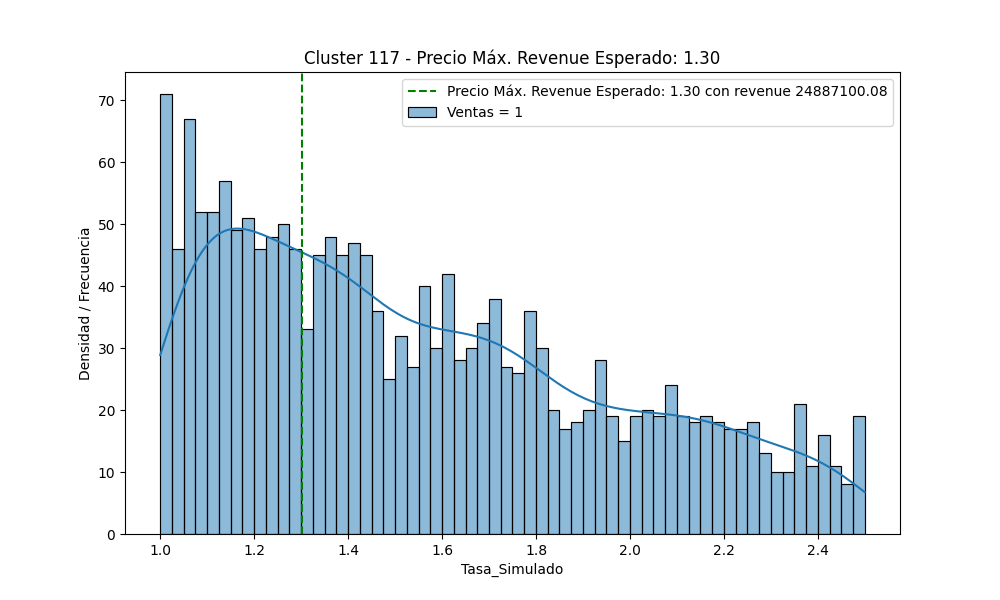 Cluster 117 - Precio Máx. Revenue Esperado: 1.30
Precio Máx. Revenue Esperado: 1.30 con revenue 24887100.08
Ventas = 1
Densidad / Frecuencia
70
60
50
40
30
20
10
0
1.0 1.2 1.4 1.6 1.8 2.0 2.2 2.4
Tasa_Simulado